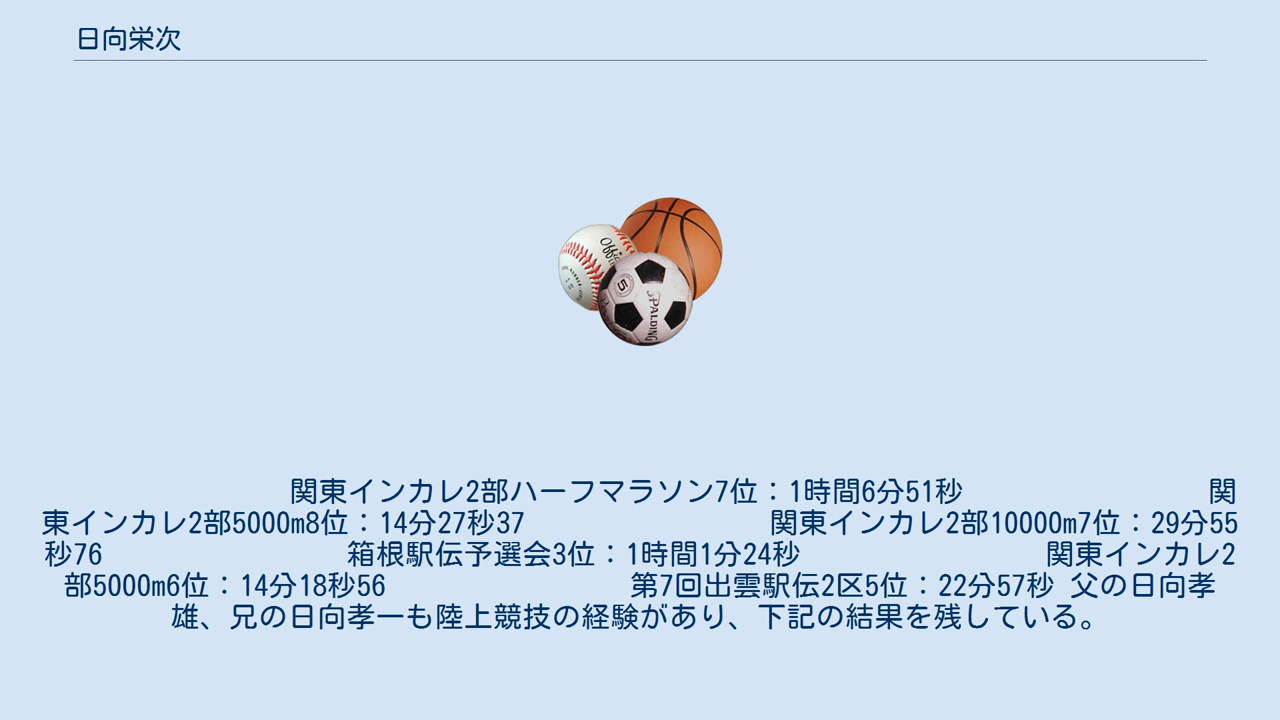 日向栄次
Offici
5
SPALDING
関東インカレ2部ハーフマラソン7位：1時間6分51秒 関
東インカレ2部5000m8位：14分27秒37 関東インカレ2部10000m7位：29分55
秒76 箱根駅伝予選会3位：1時間1分24秒 関東インカレ2
部5000m6位：14分18秒56 第7回出雲駅伝2区5位：22分57秒 父の日向孝
雄、兄の日向孝一も陸上競技の経験があり、下記の結果を残している。